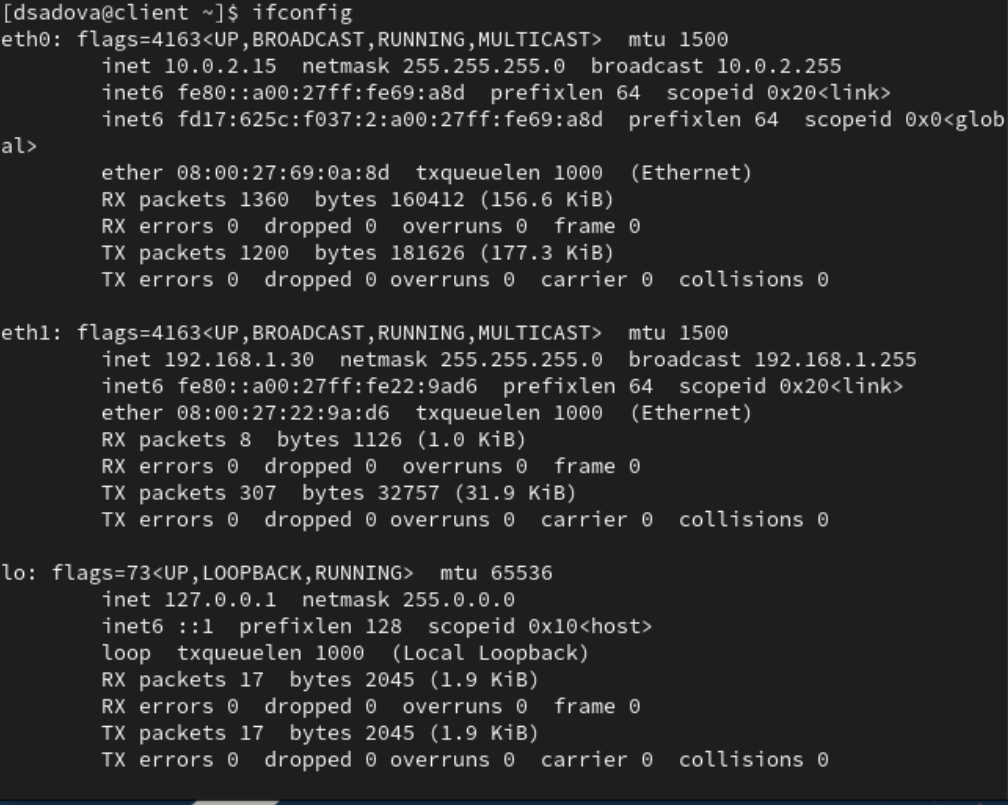 [dsadova@client ~]$ ifconfig
eth0: flags=4163<UP,BROADCAST,RUNNING,MULTICAST>  mtu 1500
        inet 10.0.2.15  netmask 255.255.255.0  broadcast 10.0.2.255
        inet6 fe80::a00:27ff:fe69:a8d  prefixlen 64  scopeid 0x20<link>
        inet6 fd17:625c:f037:2:a00:27ff:fe69:a8d  prefixlen 64  scopeid 0x0<glob
al>
        ether 08:00:27:69:0a:8d  txqueuelen 1000  (Ethernet)
        RX packets 1360  bytes 160412 (156.6 KiB)
        RX errors 0  dropped 0  overruns 0  frame 0
        TX packets 1200  bytes 181626 (177.3 KiB)
        TX errors 0  dropped 0 overruns 0  carrier 0  collisions 0

eth1: flags=4163<UP,BROADCAST,RUNNING,MULTICAST>  mtu 1500
        inet 192.168.1.30  netmask 255.255.255.0  broadcast 192.168.1.255
        inet6 fe80::a00:27ff:fe22:9ad6  prefixlen 64  scopeid 0x20<link>
        ether 08:00:27:22:9a:d6  txqueuelen 1000  (Ethernet)
        RX packets 8  bytes 1126 (1.0 KiB)
        RX errors 0  dropped 0  overruns 0  frame 0
        TX packets 307  bytes 32757 (31.9 KiB)
        TX errors 0  dropped 0 overruns 0  carrier 0  collisions 0

lo: flags=73<UP,LOOPBACK,RUNNING>  mtu 65536
        inet 127.0.0.1  netmask 255.0.0.0
        inet6 ::1  prefixlen 128  scopeid 0x10<host>
        loop  txqueuelen 1000  (Local Loopback)
        RX packets 17  bytes 2045 (1.9 KiB)
        RX errors 0  dropped 0  overruns 0  frame 0
        TX packets 17  bytes 2045 (1.9 KiB)
        TX errors 0  dropped 0 overruns 0  carrier 0  collisions 0